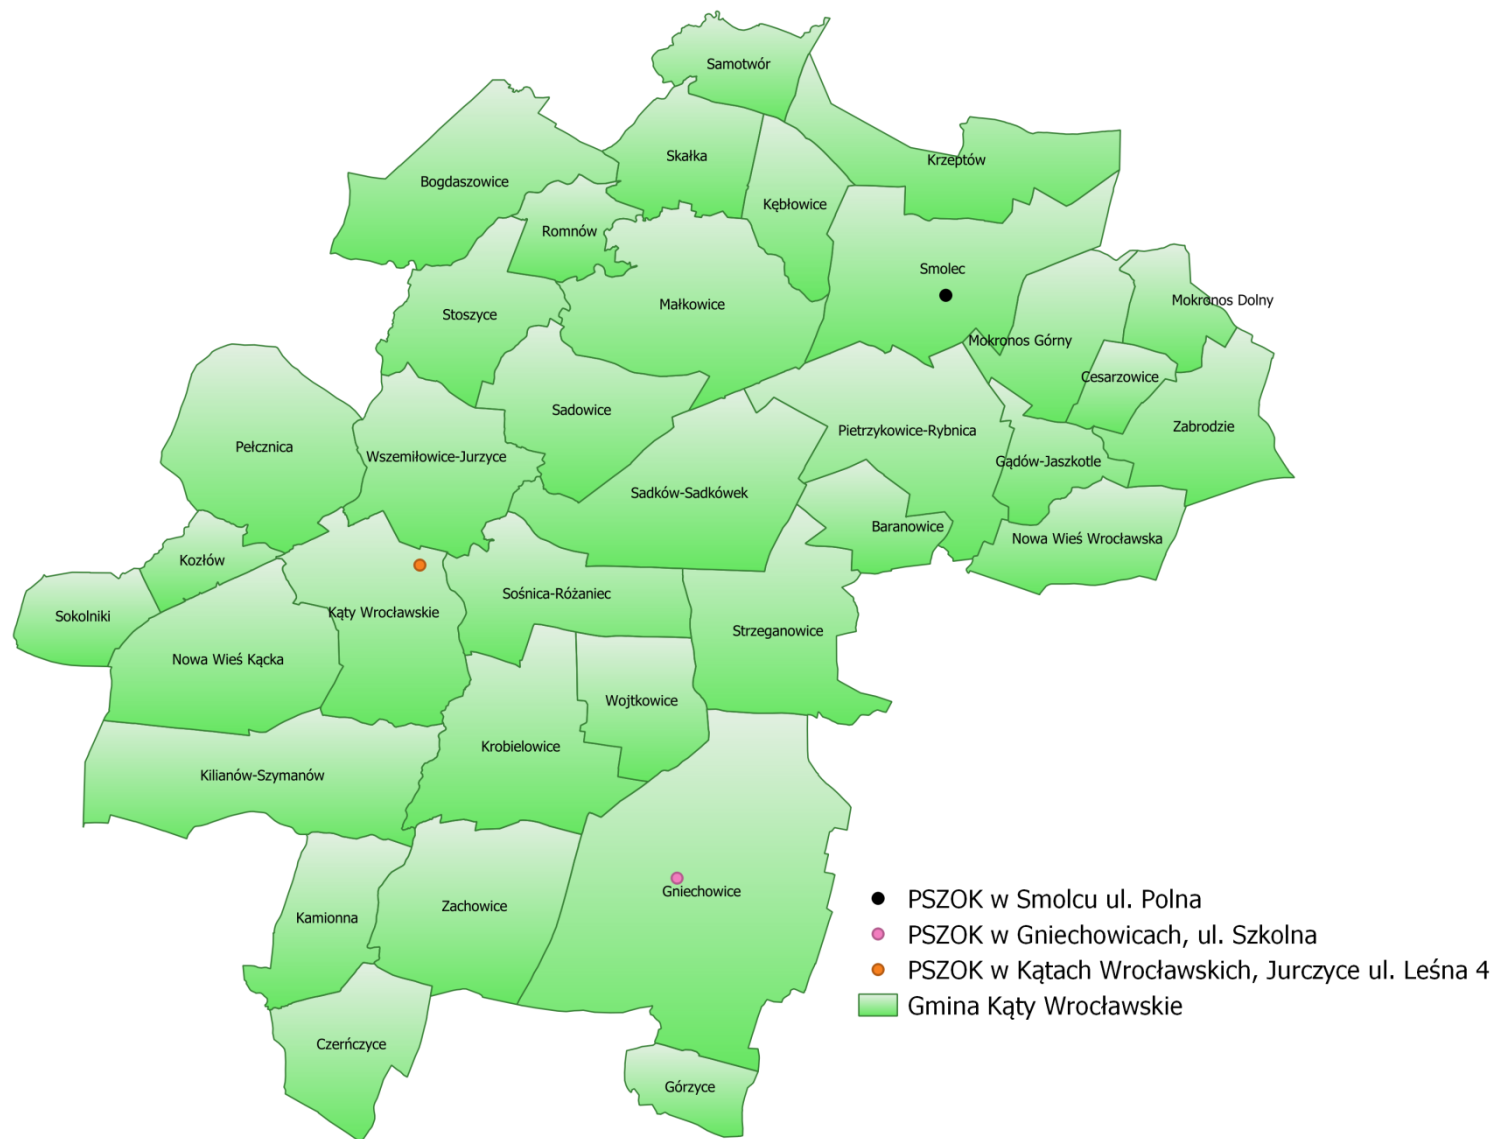 Samotwór
Krzeptów
Skałka
Bogdaszowice
Kębłowice
Romnów
Smolec
Mokronos Dolny
Małkowice
Stoszyce
Mokronos Górny
Cesarzowice
Sadowice
Zabrodzie
Pietrzykowice-Rybnica
Pełcznica
Wszemiłowice-Jurzyce
Gądów-Jaszkotle
Sadków-Sadkówek
Baranowice
Nowa Wieś Wrocławska
Kozłów
Sośnica-Różaniec
Kąty Wrocławskie
Sokolniki
Strzeganowice
Nowa Wieś Kącka
Wojtkowice
Krobielowice
Kilianów-Szymanów
Gniechowice
Zachowice
Kamionna
Czerńczyce
Górzyce
PSZOK w Smolcu ul. Polna
PSZOK w Gniechowicach, ul. Szkolna
PSZOK w Kątach Wrocławskich, Jurczyce ul. Leśna 4
Gmina Kąty Wrocławskie